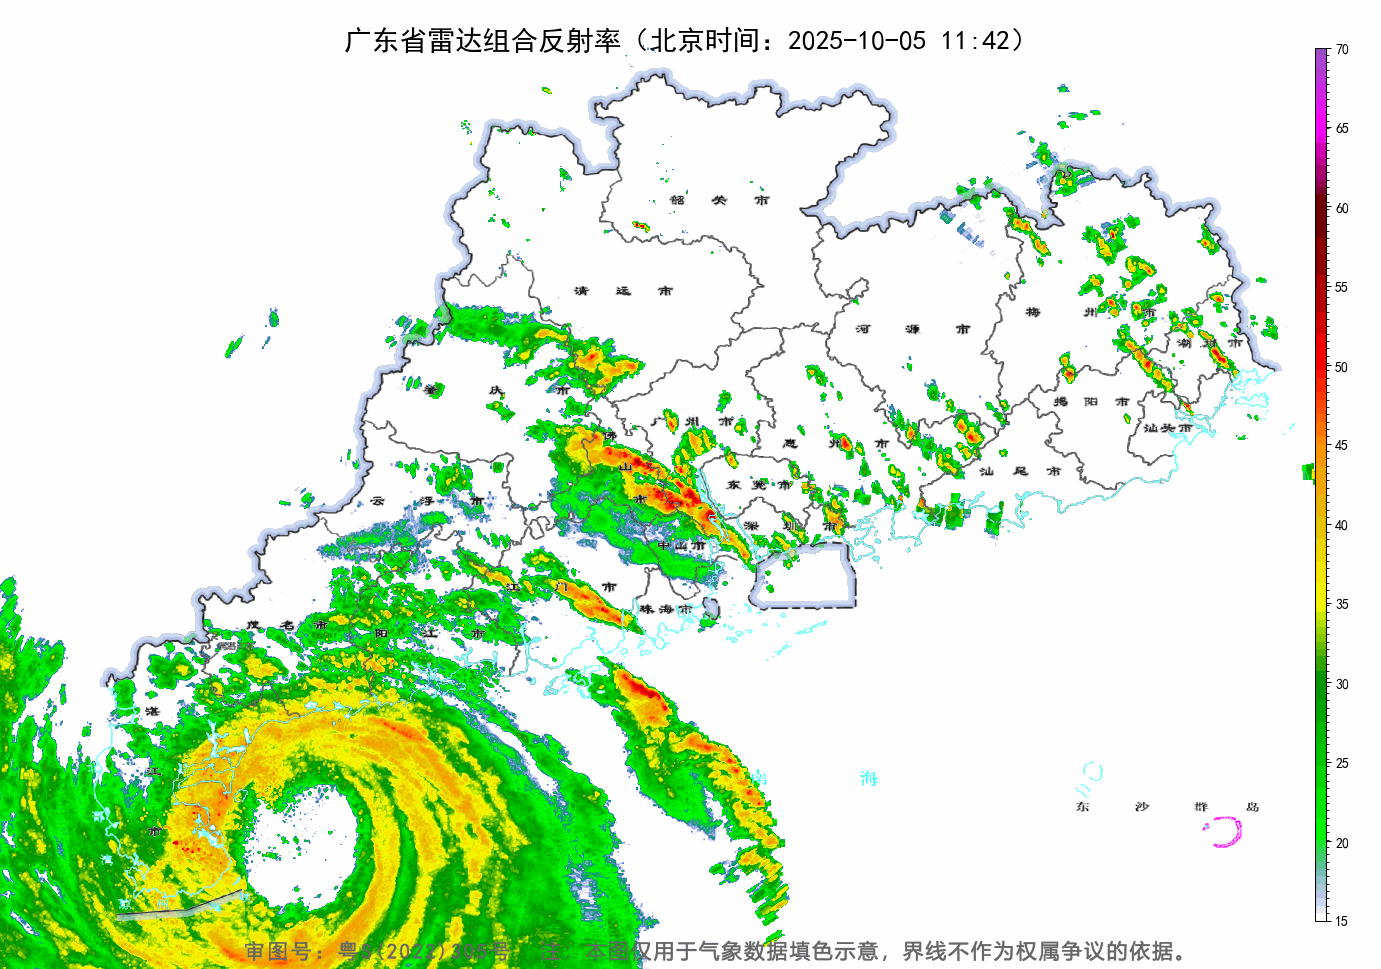 广东省雷达组合反射率（北京时间：2025-10-05 11:42）
70
65
60
55
50
45
40
35
30
25
20
15
韶 关 市
清 远 市
河 源 市
梅 州 市
潮 州 市
肇 庆 市
揭 阳 市
广 州 市
汕头市
佛 山 市
惠 州 市
汕 尾 市
东 莞 市
云 浮 市
深 圳 市
中山市
江 门 市
珠海市
茂 名 市
阳 江 市
湛 江 市
南 海
东 沙 群 岛
审图号：粤S(2022)305号 注：本图仅用于气象数据填色示意，界线不作为权属争议的依据。